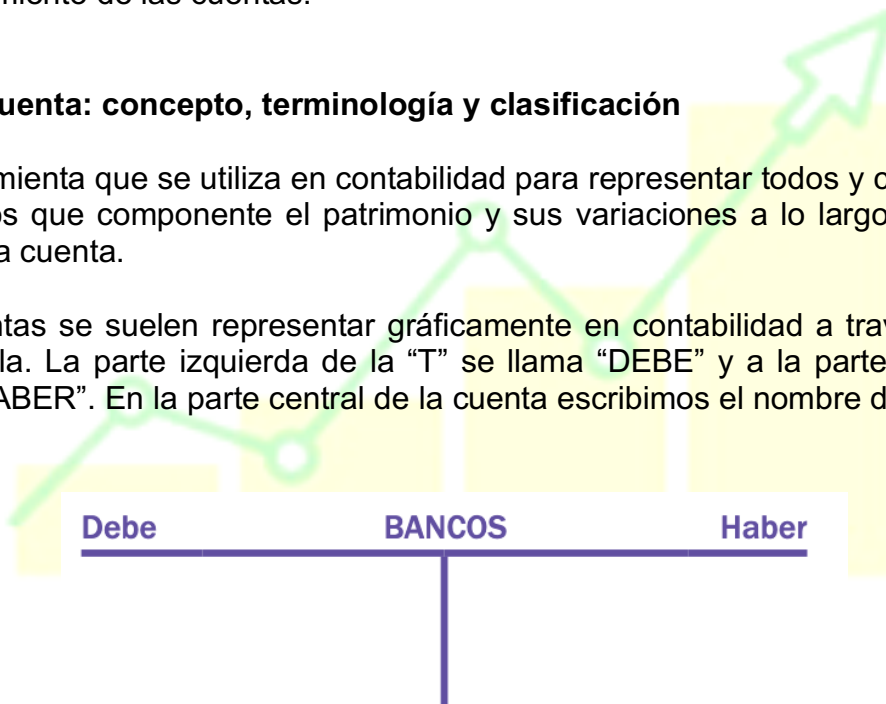 miento de las cuentas.
uenta: concepto, terminología y clasificación
mienta que se utiliza en contabilidad para representar todos y c
os que componente el patrimonio y sus variaciones a lo largo
a cuenta.
ntas se suelen representar gráficamente en contabilidad a trav
la. La parte izquierda de la “T” se llama “DEBE” y a la parte
ABER”. En la parte central de la cuenta escribimos el nombre d
Debe BANCOS Haber